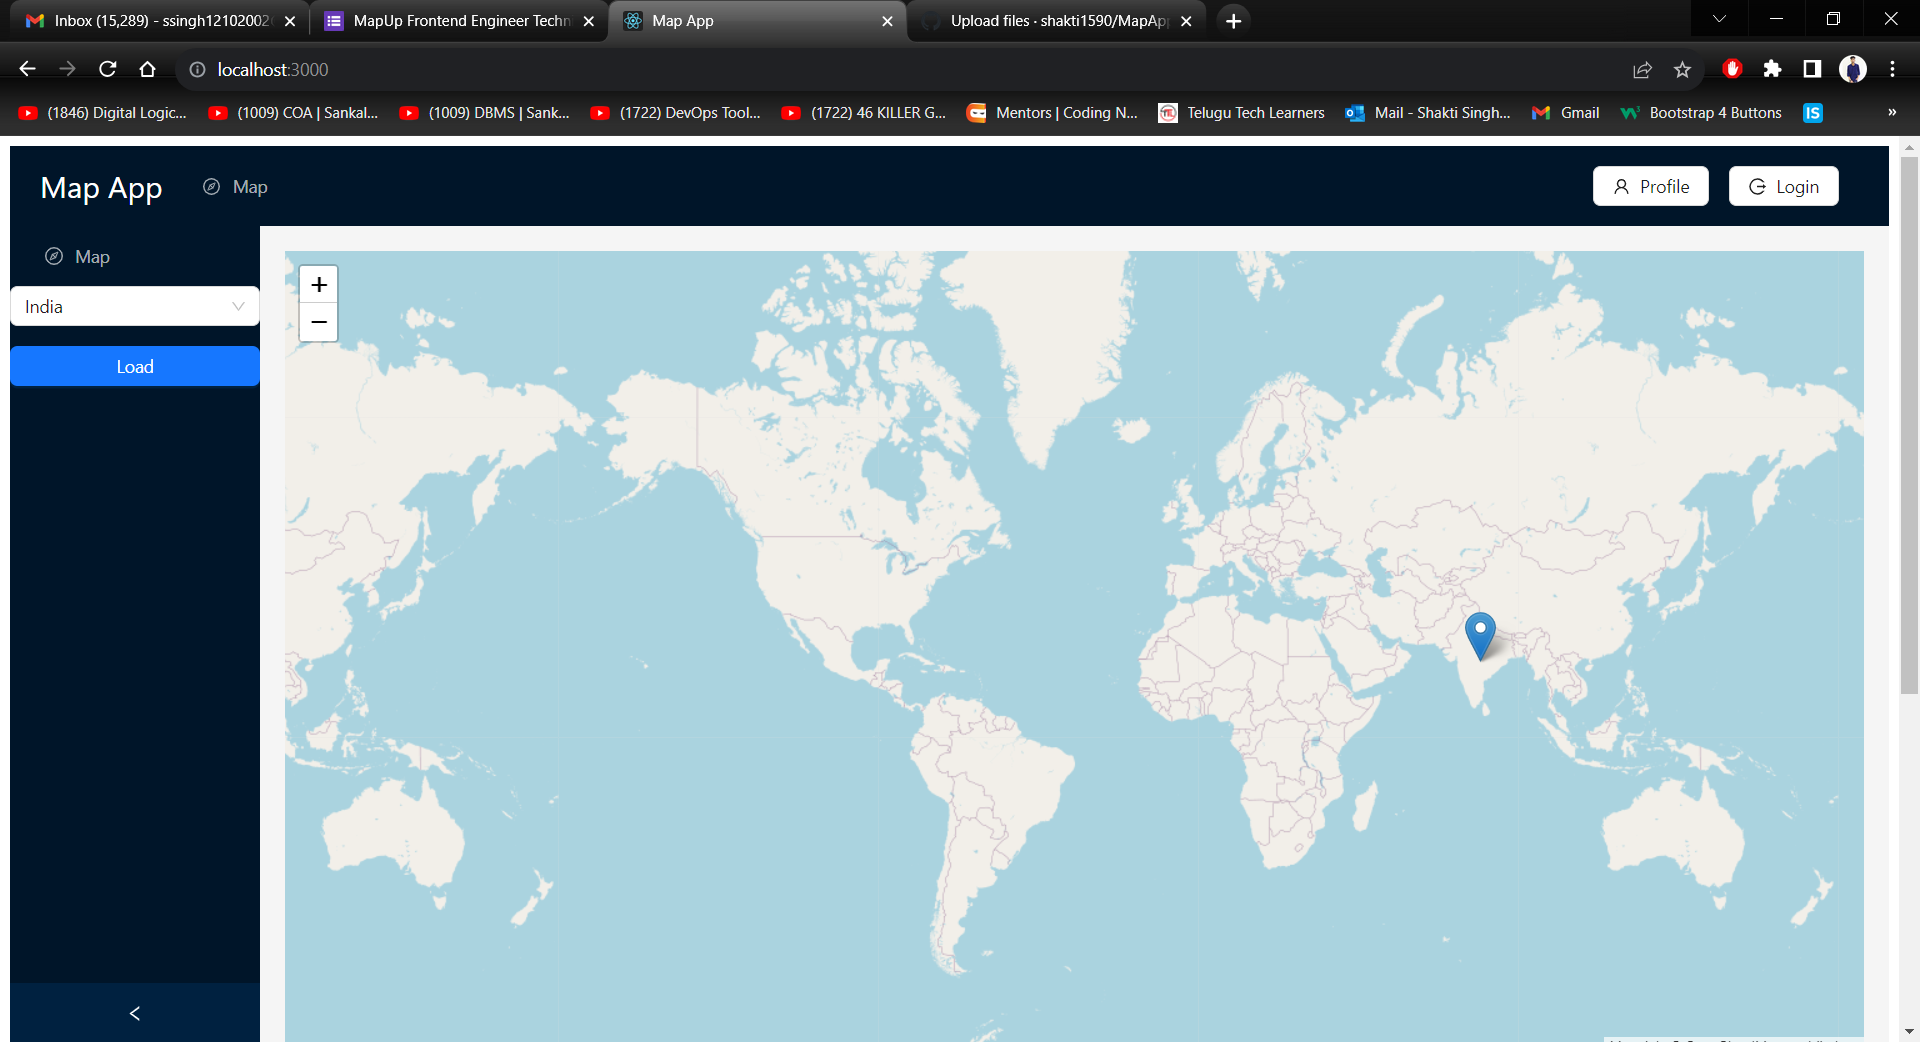 Inbox (15,289) - ssingh12102002
MapUp Frontend Engineer Techn
Map App
Upload files · shakti1590/MapApp
localhost:3000
(1846) Digital Logic...
(1009) COA | Sankal...
(1009) DBMS | Sank...
(1722) DevOps Tool...
(1722) 46 KILLER G...
Mentors | Coding N...
Telugu Tech Learners
Mail - Shakti Singh...
Gmail
Bootstrap 4 Buttons
IS
»
Map App
Map
Profile
Login
Map
India
Load
+
−